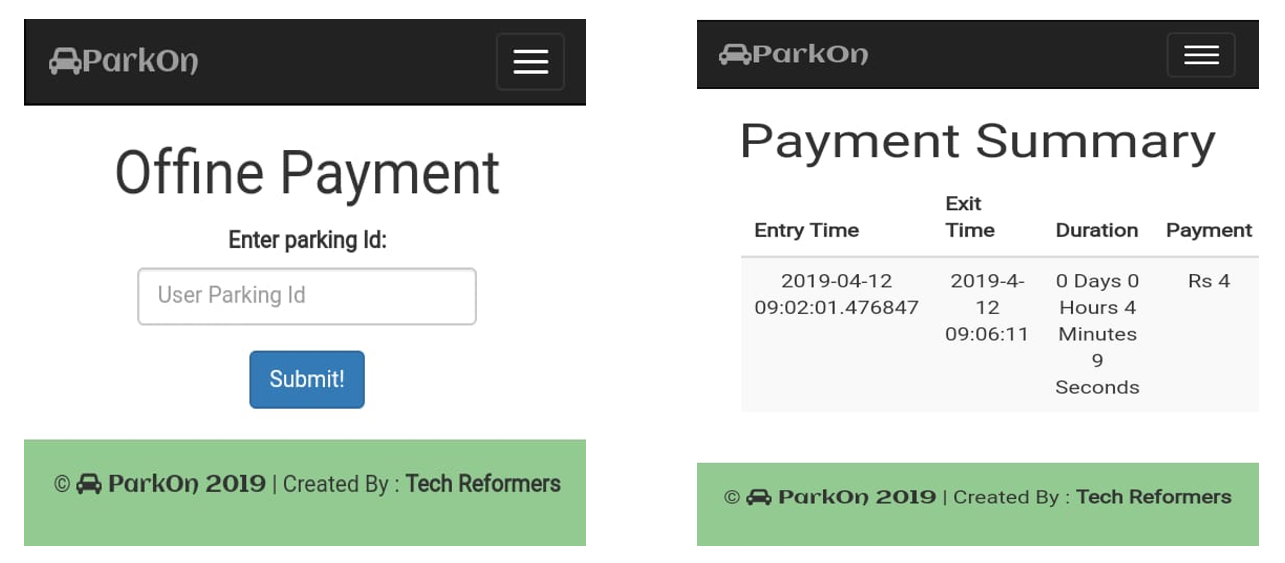 ParkOn
Offine Payment
Enter parking Id:
User Parking Id
Submit!
© ParkOn 2019 | Created By : Tech Reformers
ParkOn
Payment Summary
Entry Time Exit Time Duration Payment
2019-04-12 09:02:01.476847 2019-4-12 09:06:11 0 Days 0 Hours 4 Minutes 9 Seconds Rs 4
© ParkOn 2019 | Created By : Tech Reformers